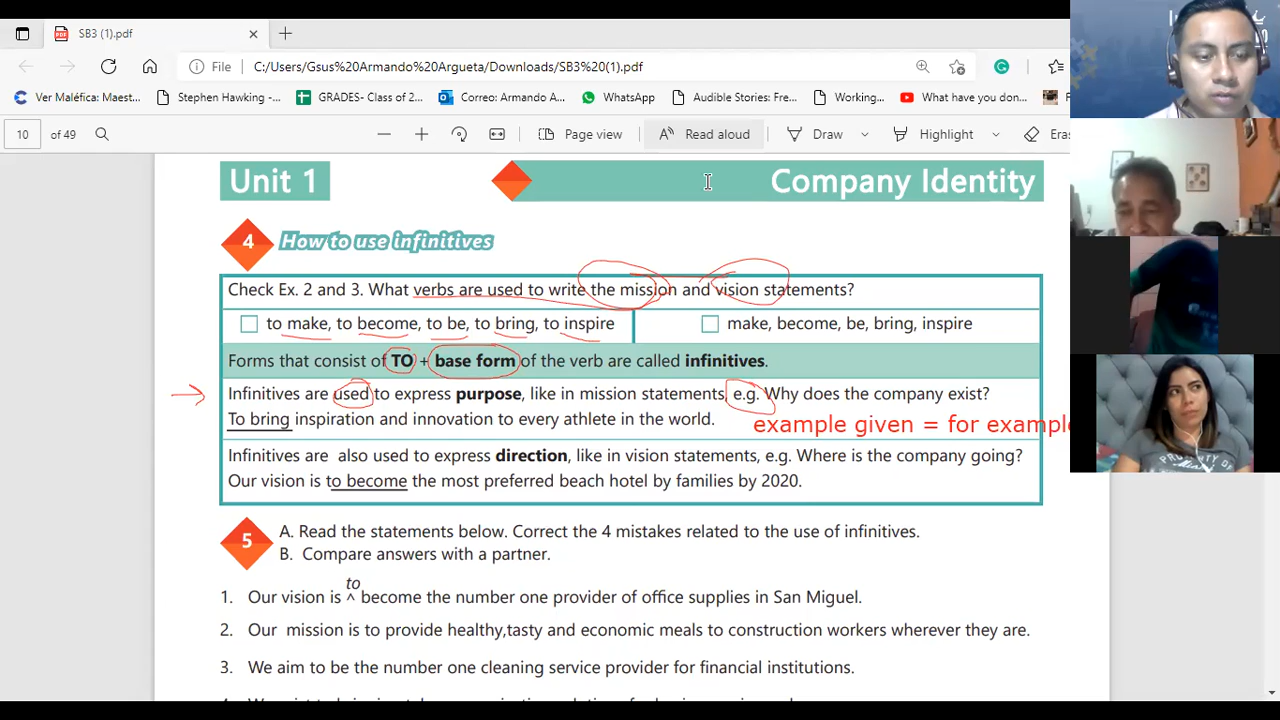 SB3 (1).pdf
File C:/Users/Gsus%20Armando%20Argueta/Downloads/SB3%20(1).pdf
Ver Maléfica: Maest... Stephen Hawking -... GRADES- Class of 2... Correo: Armando A... WhatsApp Audible Stories: Fre... Working... What have you don...
10 of 49 Page view Read aloud Draw Highlight Eras
Unit 1 Company Identity
4 How to use infinitives
Check Ex. 2 and 3. What verbs are used to write the mission and vision statements?
to make, to become, to be, to bring, to inspire make, become, be, bring, inspire
Forms that consist of TO + base form of the verb are called infinitives.
Infinitives are used to express purpose, like in mission statements, e.g. Why does the company exist?
To bring inspiration and innovation to every athlete in the world.
example given = for example
Infinitives are also used to express direction, like in vision statements, e.g. Where is the company going?
Our vision is to become the most preferred beach hotel by families by 2020.
5 A. Read the statements below. Correct the 4 mistakes related to the use of infinitives.
B. Compare answers with a partner.
to
1. Our vision is ^ become the number one provider of office supplies in San Miguel.
2. Our mission is to provide healthy,tasty and economic meals to construction workers wherever they are.
3. We aim to be the number one cleaning service provider for financial institutions.